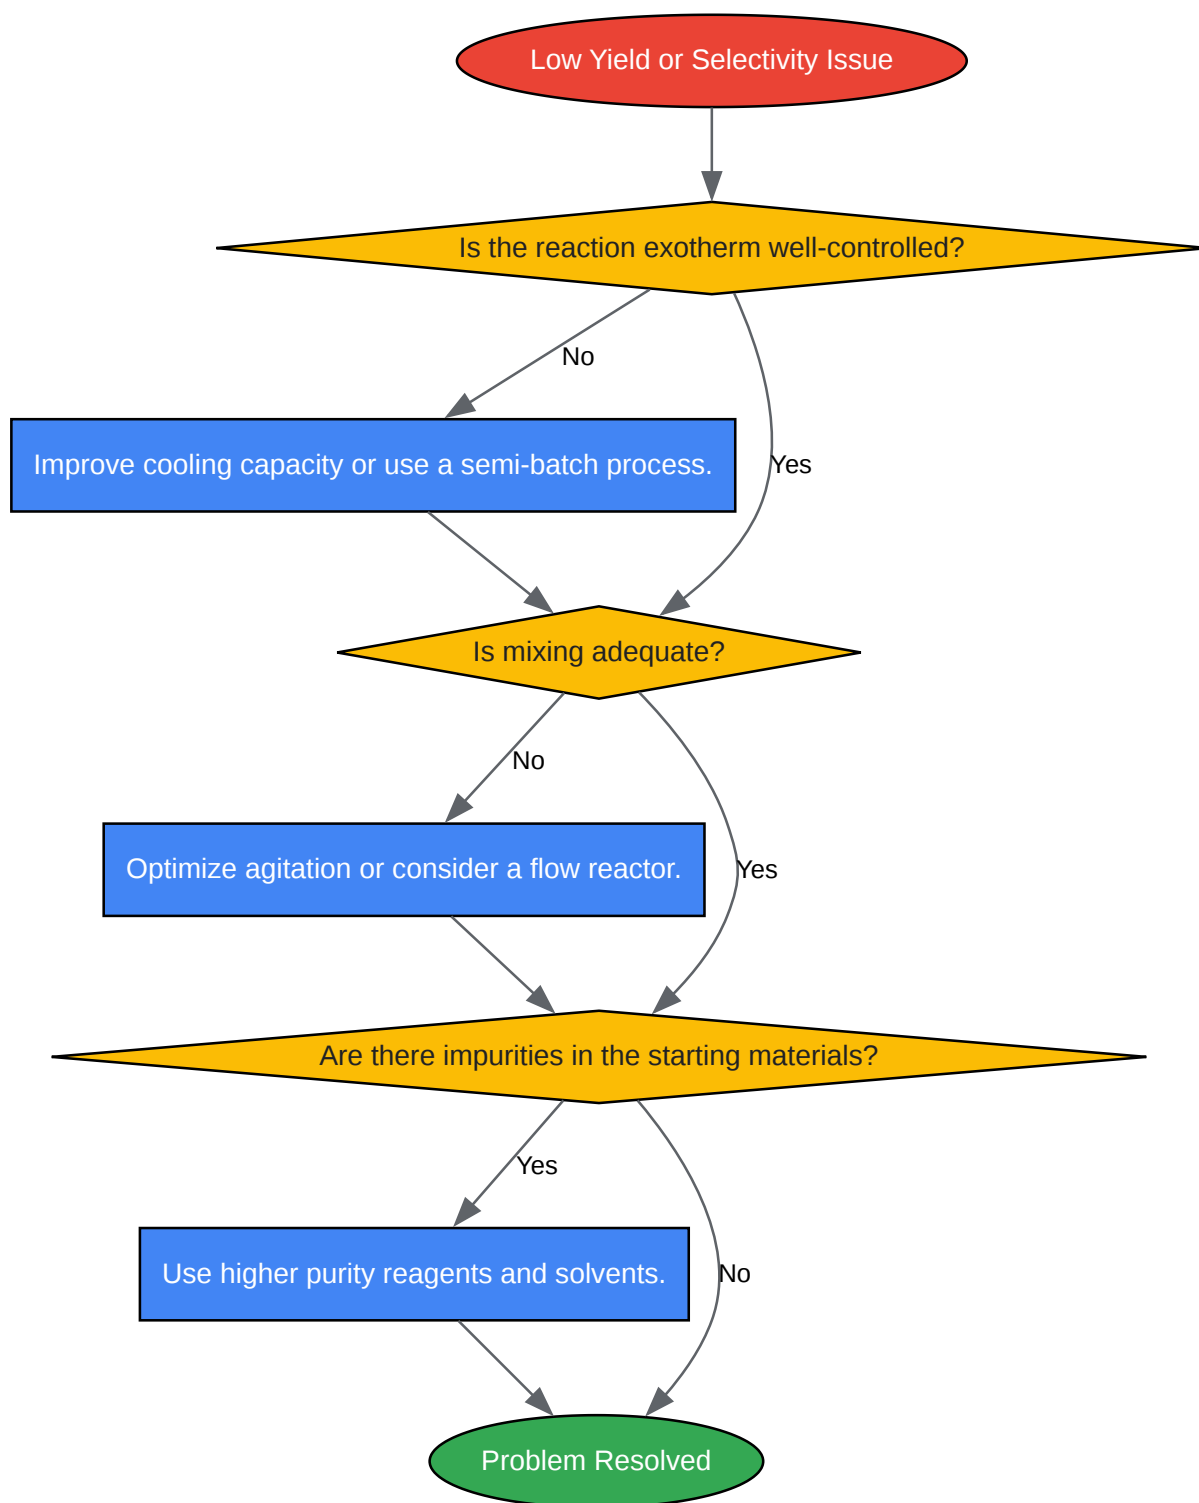 Low Yield or Selectivity Issue
Is the reaction exotherm well-controlled?
No
Improve cooling capacity or use a semi-batch process.
Yes
Is mixing adequate?
No
Optimize agitation or consider a flow reactor.
Yes
Are there impurities in the starting materials?
Yes
Use higher purity reagents and solvents.
No
Problem Resolved